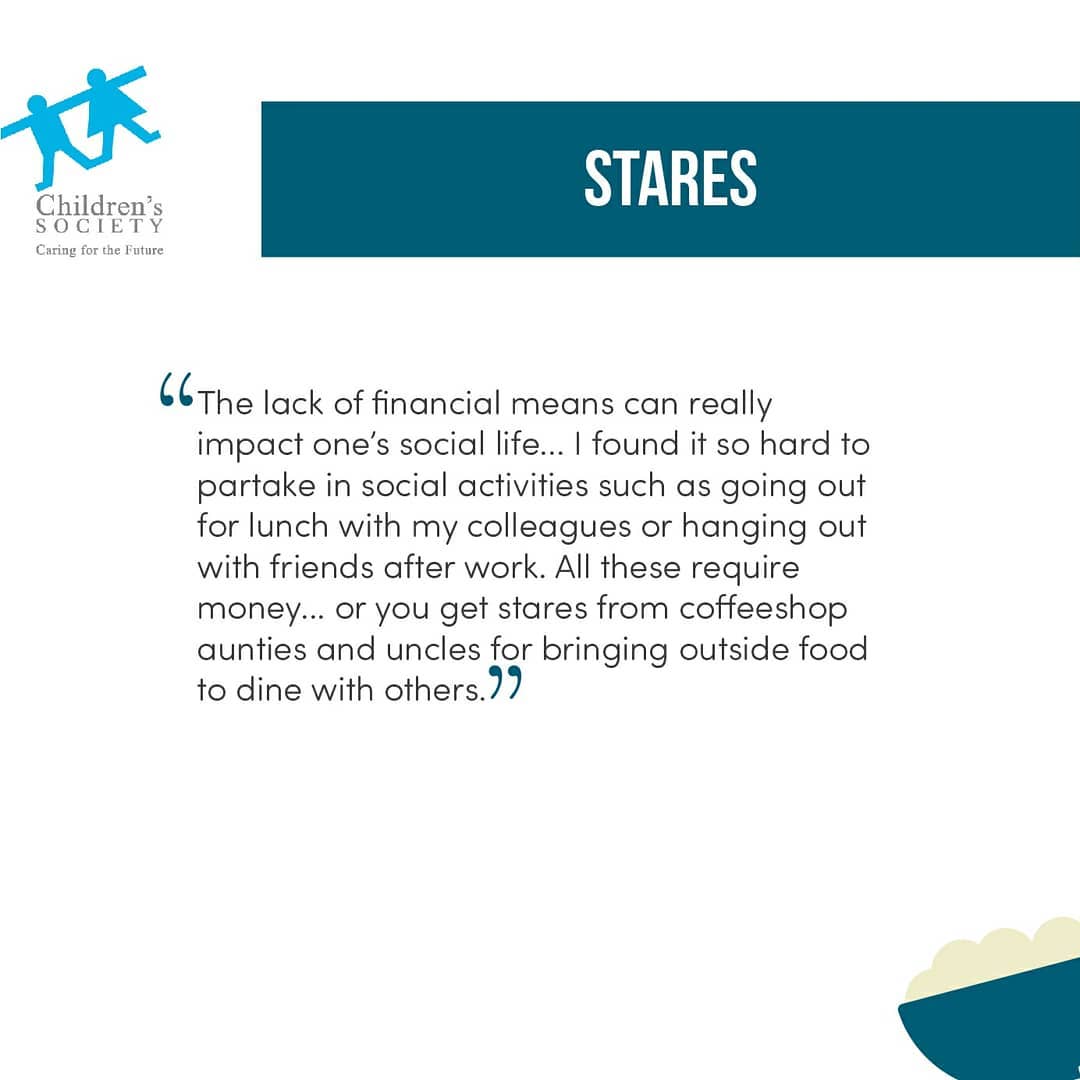 Children's
SOCIETY
Caring for the Future
STARES
“The lack of financial means can really
impact one’s social life... I found it so hard to
partake in social activities such as going out
for lunch with my colleagues or hanging out
with friends after work. All these require
money... or you get stares from coffeeshop
aunties and uncles for bringing outside food
to dine with others.”